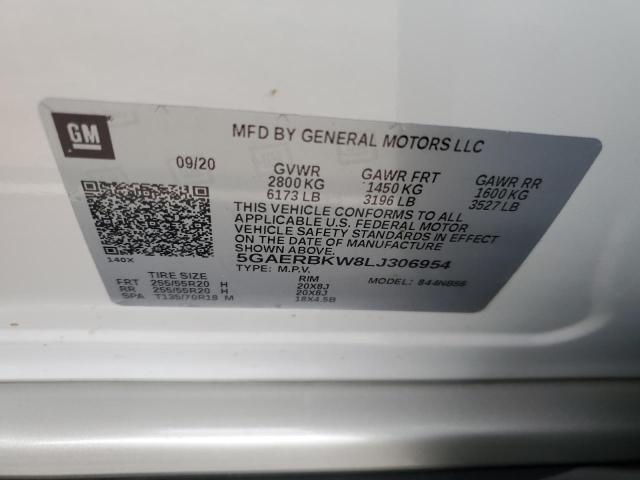 GM
MFD BY GENERAL MOTORS LLC
09/20 GVWR GAWR FRT GAWR RR
2800 KG 1450 KG 1600 KG
6173 LB 3196 LB 3527 LB
THIS VEHICLE CONFORMS TO ALL
APPLICABLE U.S. FEDERAL MOTOR
VEHICLE SAFETY STANDARDS IN EFFECT
ON THE DATE OF MANUFACTURE
SHOWN ABOVE.
140X
5GAERBKW8LJ306954
TYPE: M.P.V. MODEL:
TIRE SIZE RIM
FRT 255/55R20 H 20X8J
RR 255/55R20 H 20X8J
SPA T135/70R18 M 18X4.5B